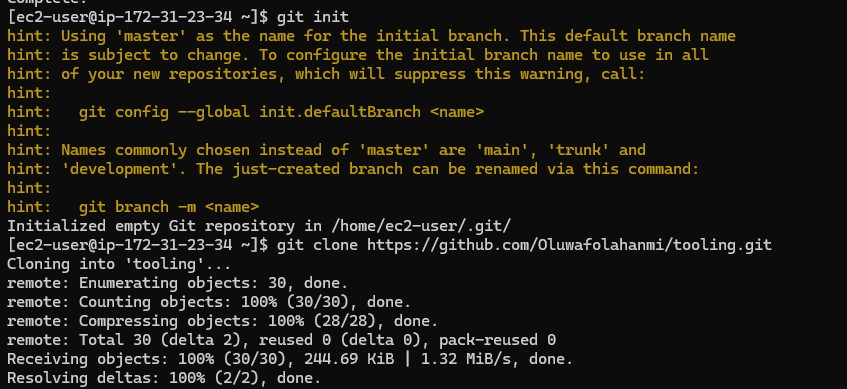 Complete!
[ec2-user@ip-172-31-23-34 ~]$ git init
hint: Using 'master' as the name for the initial branch. This default branch name
hint: is subject to change. To configure the initial branch name to use in all
hint: of your new repositories, which will suppress this warning, call:
hint:
hint:   git config --global init.defaultBranch <name>
hint:
hint: Names commonly chosen instead of 'master' are 'main', 'trunk' and
hint: 'development'. The just-created branch can be renamed via this command:
hint:
hint:   git branch -m <name>
Initialized empty Git repository in /home/ec2-user/.git/
[ec2-user@ip-172-31-23-34 ~]$ git clone https://github.com/Oluwafolahanmi/tooling.git
Cloning into 'tooling'...
remote: Enumerating objects: 30, done.
remote: Counting objects: 100% (30/30), done.
remote: Compressing objects: 100% (28/28), done.
remote: Total 30 (delta 2), reused 0 (delta 0), pack-reused 0
Receiving objects: 100% (30/30), 244.69 KiB | 1.32 MiB/s, done.
Resolving deltas: 100% (2/2), done.